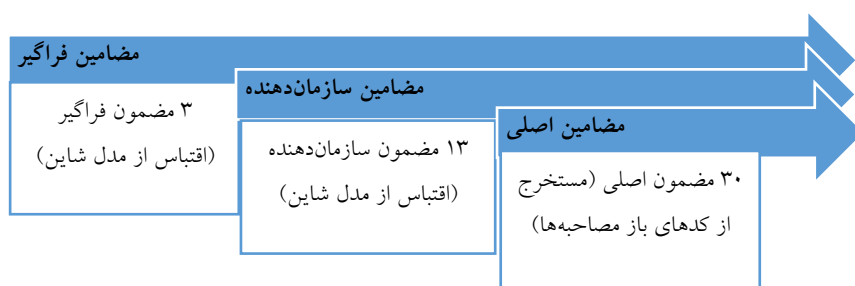 مضامین فراگیر
۳ مضمون فراگیر
(اقتباس از مدل شاین)
مضامین سازمان‌دهنده
۱۳ مضمون سازمان‌دهنده
(اقتباس از مدل شاین)
مضامین اصلی
۳۰ مضمون اصلی (مستخرج
از کدهای باز مصاحبه‌ها)